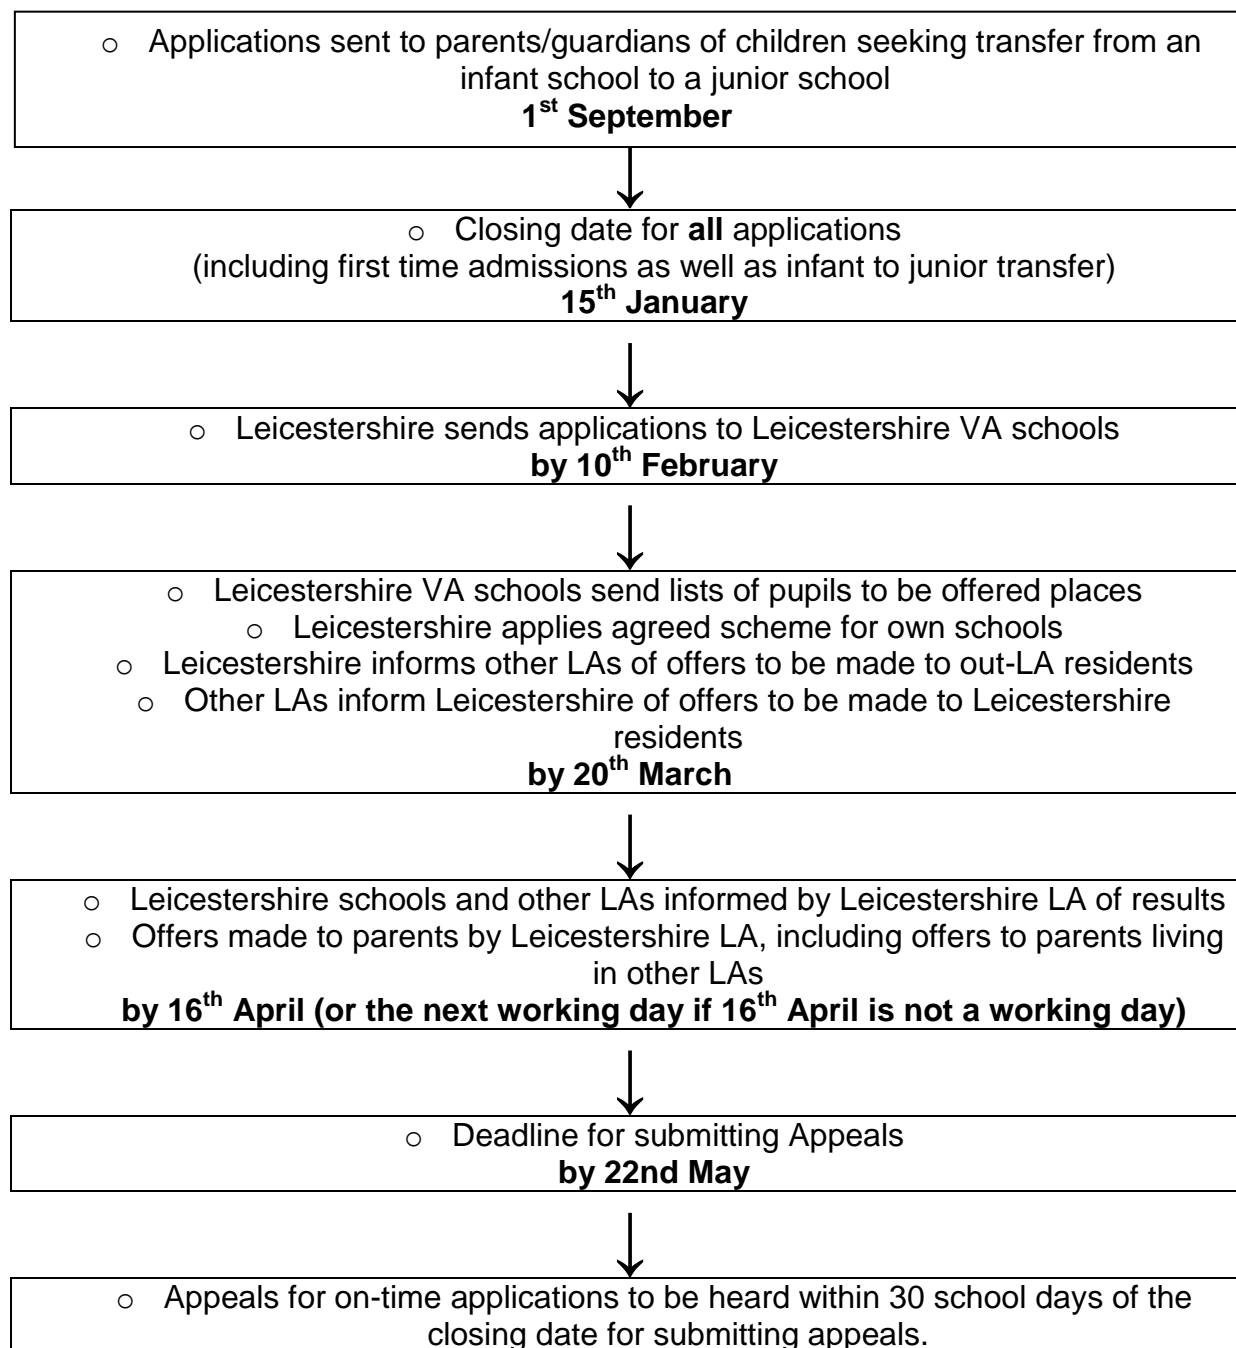 ○ Applications sent to parents/guardians of children seeking transfer from an
infant school to a junior school
1st September
○ Closing date for all applications
(including first time admissions as well as infant to junior transfer)
15th January
○ Leicestershire sends applications to Leicestershire VA schools
by 10th February
○ Leicestershire VA schools send lists of pupils to be offered places
○ Leicestershire applies agreed scheme for own schools
○ Leicestershire informs other LAs of offers to be made to out-LA residents
○ Other LAs inform Leicestershire of offers to be made to Leicestershire
residents
by 20th March
○ Leicestershire schools and other LAs informed by Leicestershire LA of results
○ Offers made to parents by Leicestershire LA, including offers to parents living
in other LAs
by 16th April (or the next working day if 16th April is not a working day)
○ Deadline for submitting Appeals
by 22nd May
○ Appeals for on-time applications to be heard within 30 school days of the
closing date for submitting appeals.